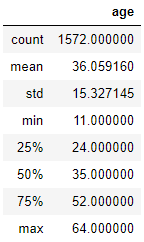 age
count 1572.000000
mean 36.059160
std 15.327145
min 11.000000
25% 24.000000
50% 35.000000
75% 52.000000
max 64.000000